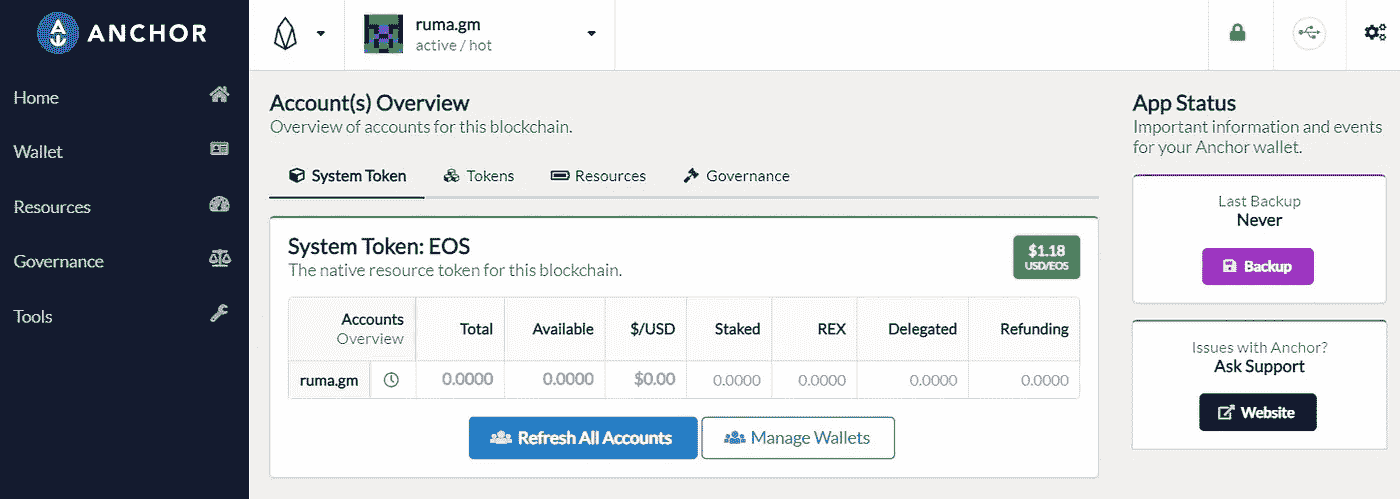 ANCHOR
Home
Wallet
Resources
Governance
Tools
ruma.gm
active / hot
Account(s) Overview
Overview of accounts for this blockchain.
System Token Tokens Resources Governance
System Token: EOS
The native resource token for this blockchain.
$1.18
USD/EOS
Accounts
Overview
Total Available $/USD Staked REX Delegated Refunding
ruma.gm 0.0000 0.0000 $0.00 0.0000 0.0000 0.0000 0.0000
Refresh All Accounts Manage Wallets
App Status
Important information and events
for your Anchor wallet.
Last Backup
Never
Backup
Issues with Anchor?
Ask Support
Website